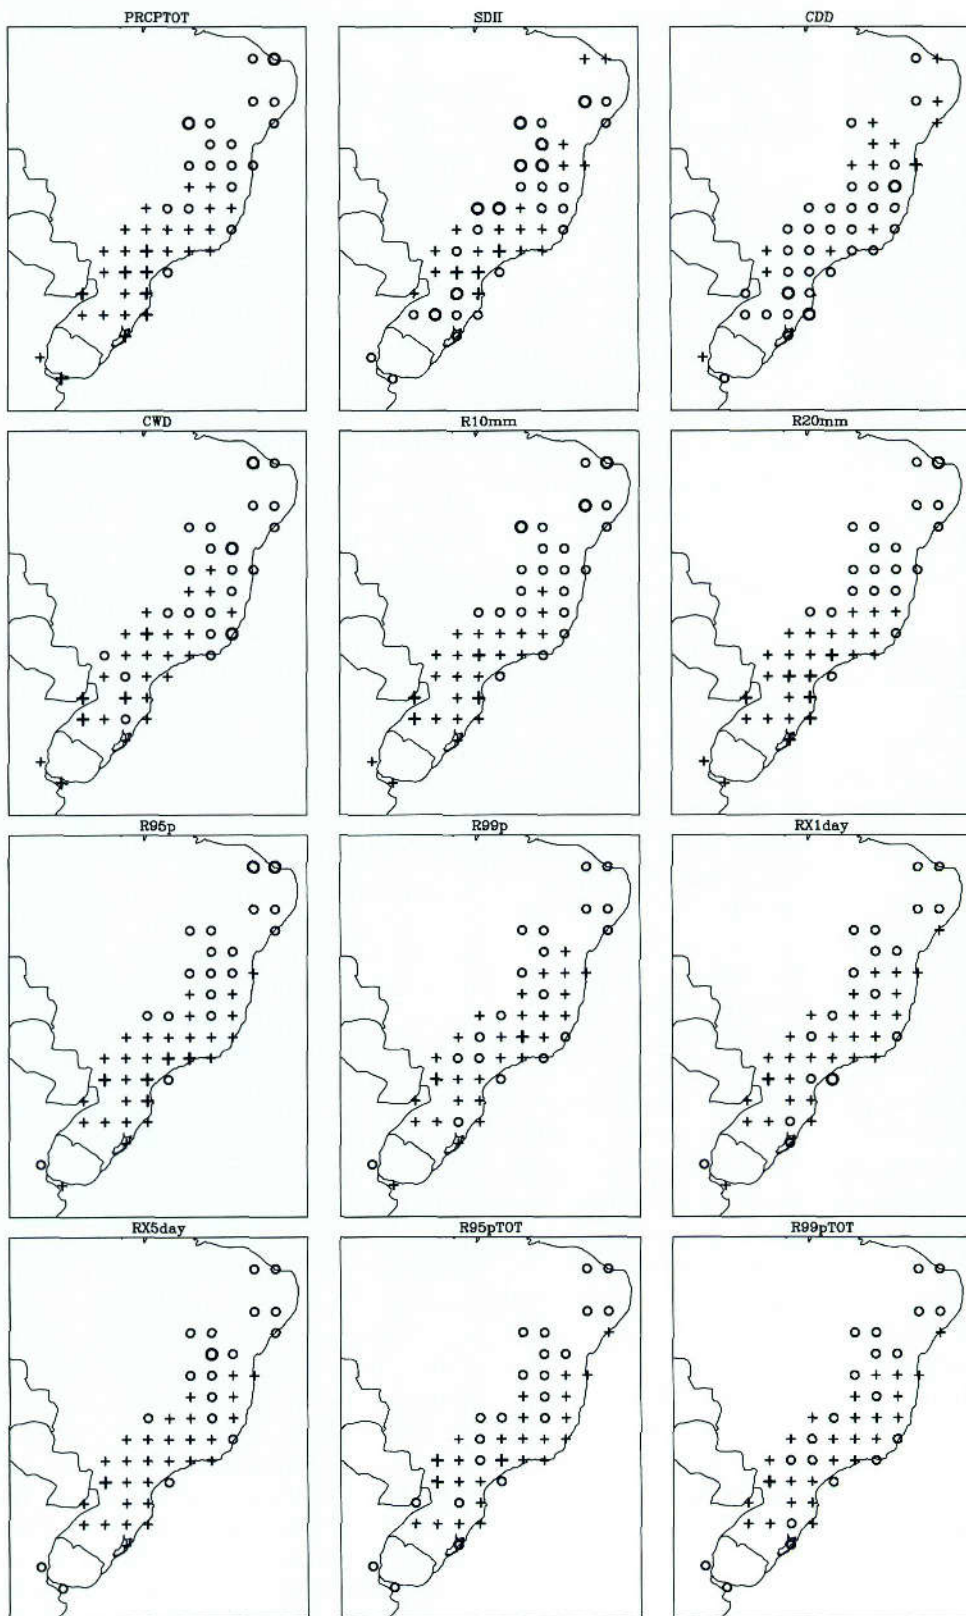 PRCPTOT
SDII
CDD
CWD
R10mm
R20mm
R95p
R99p
RX1day
RX5day
R95pTOT
R99pTOT